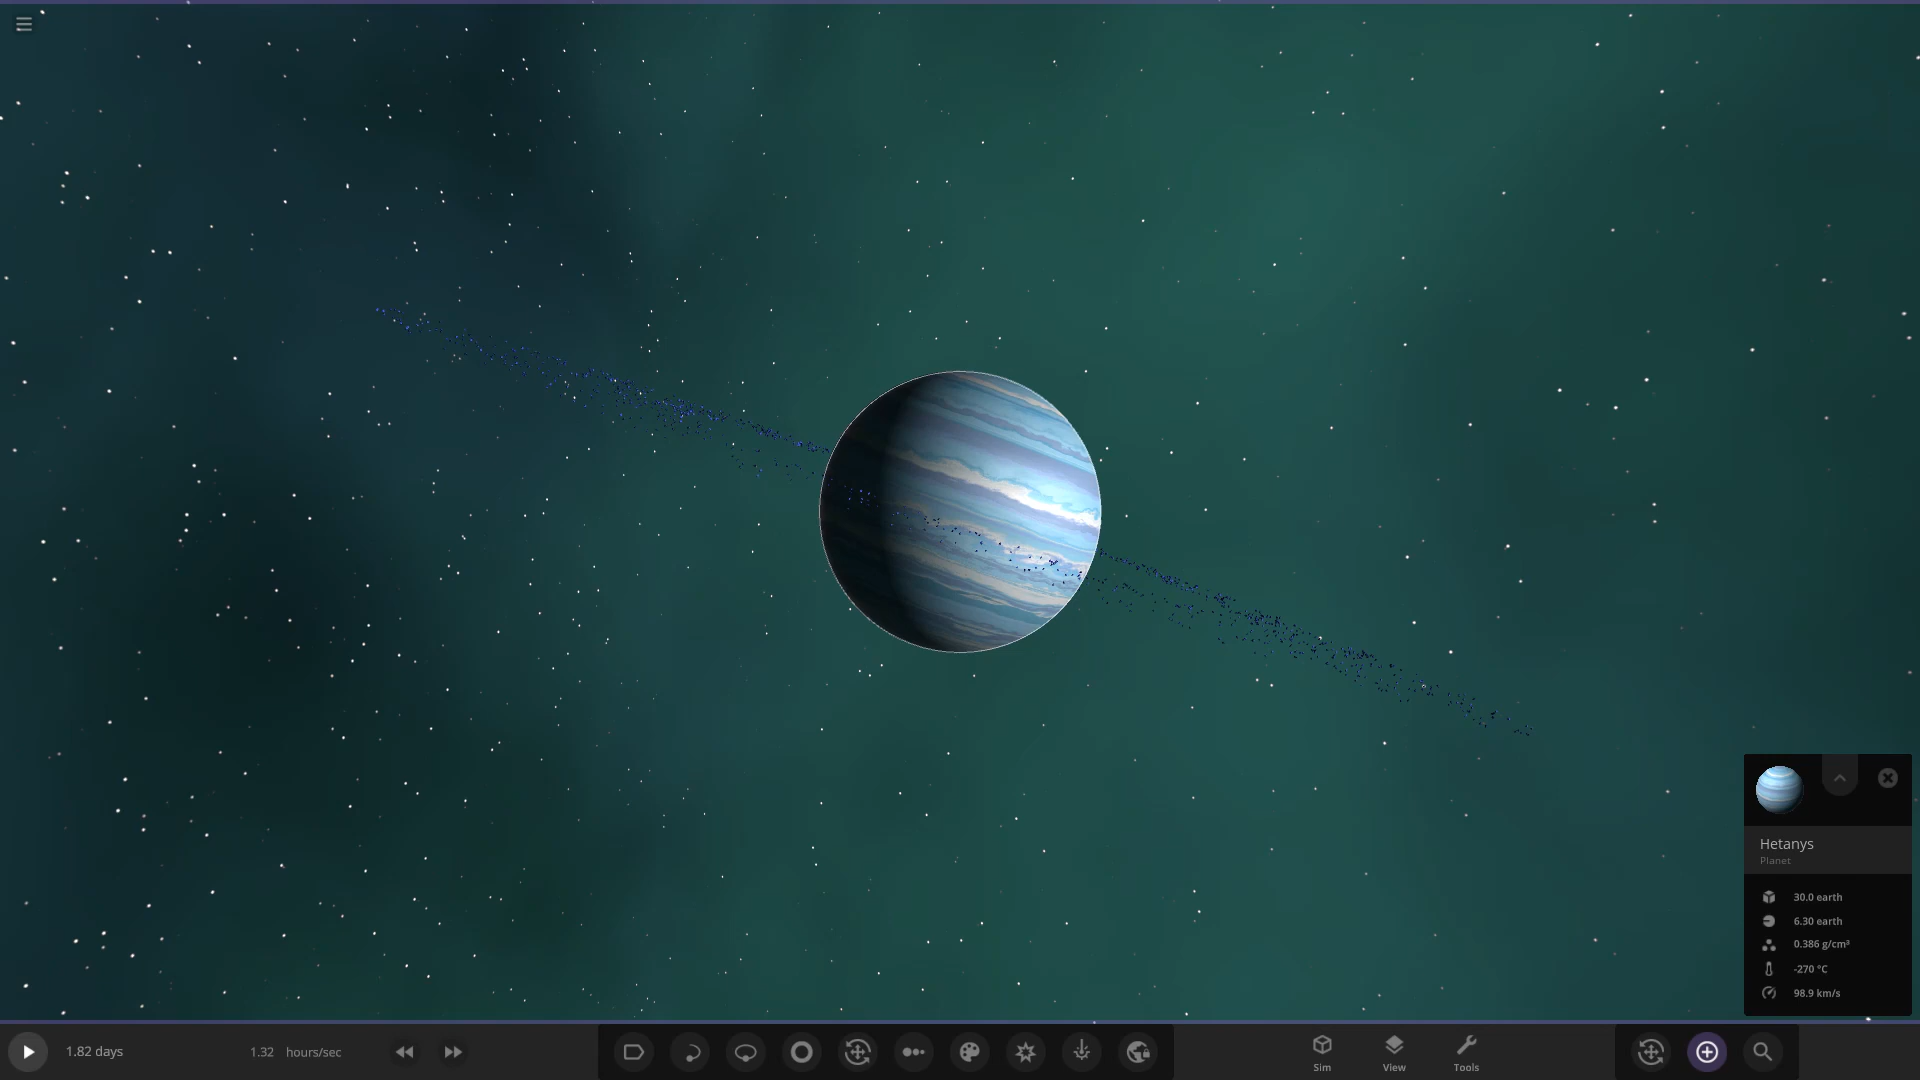 Hetanys
Planet
30.0 earth
6.30 earth
0.386 g/cm³
-270 °C
98.9 km/s
1.82 days
1.32 hours/sec
Sim
View
Tools